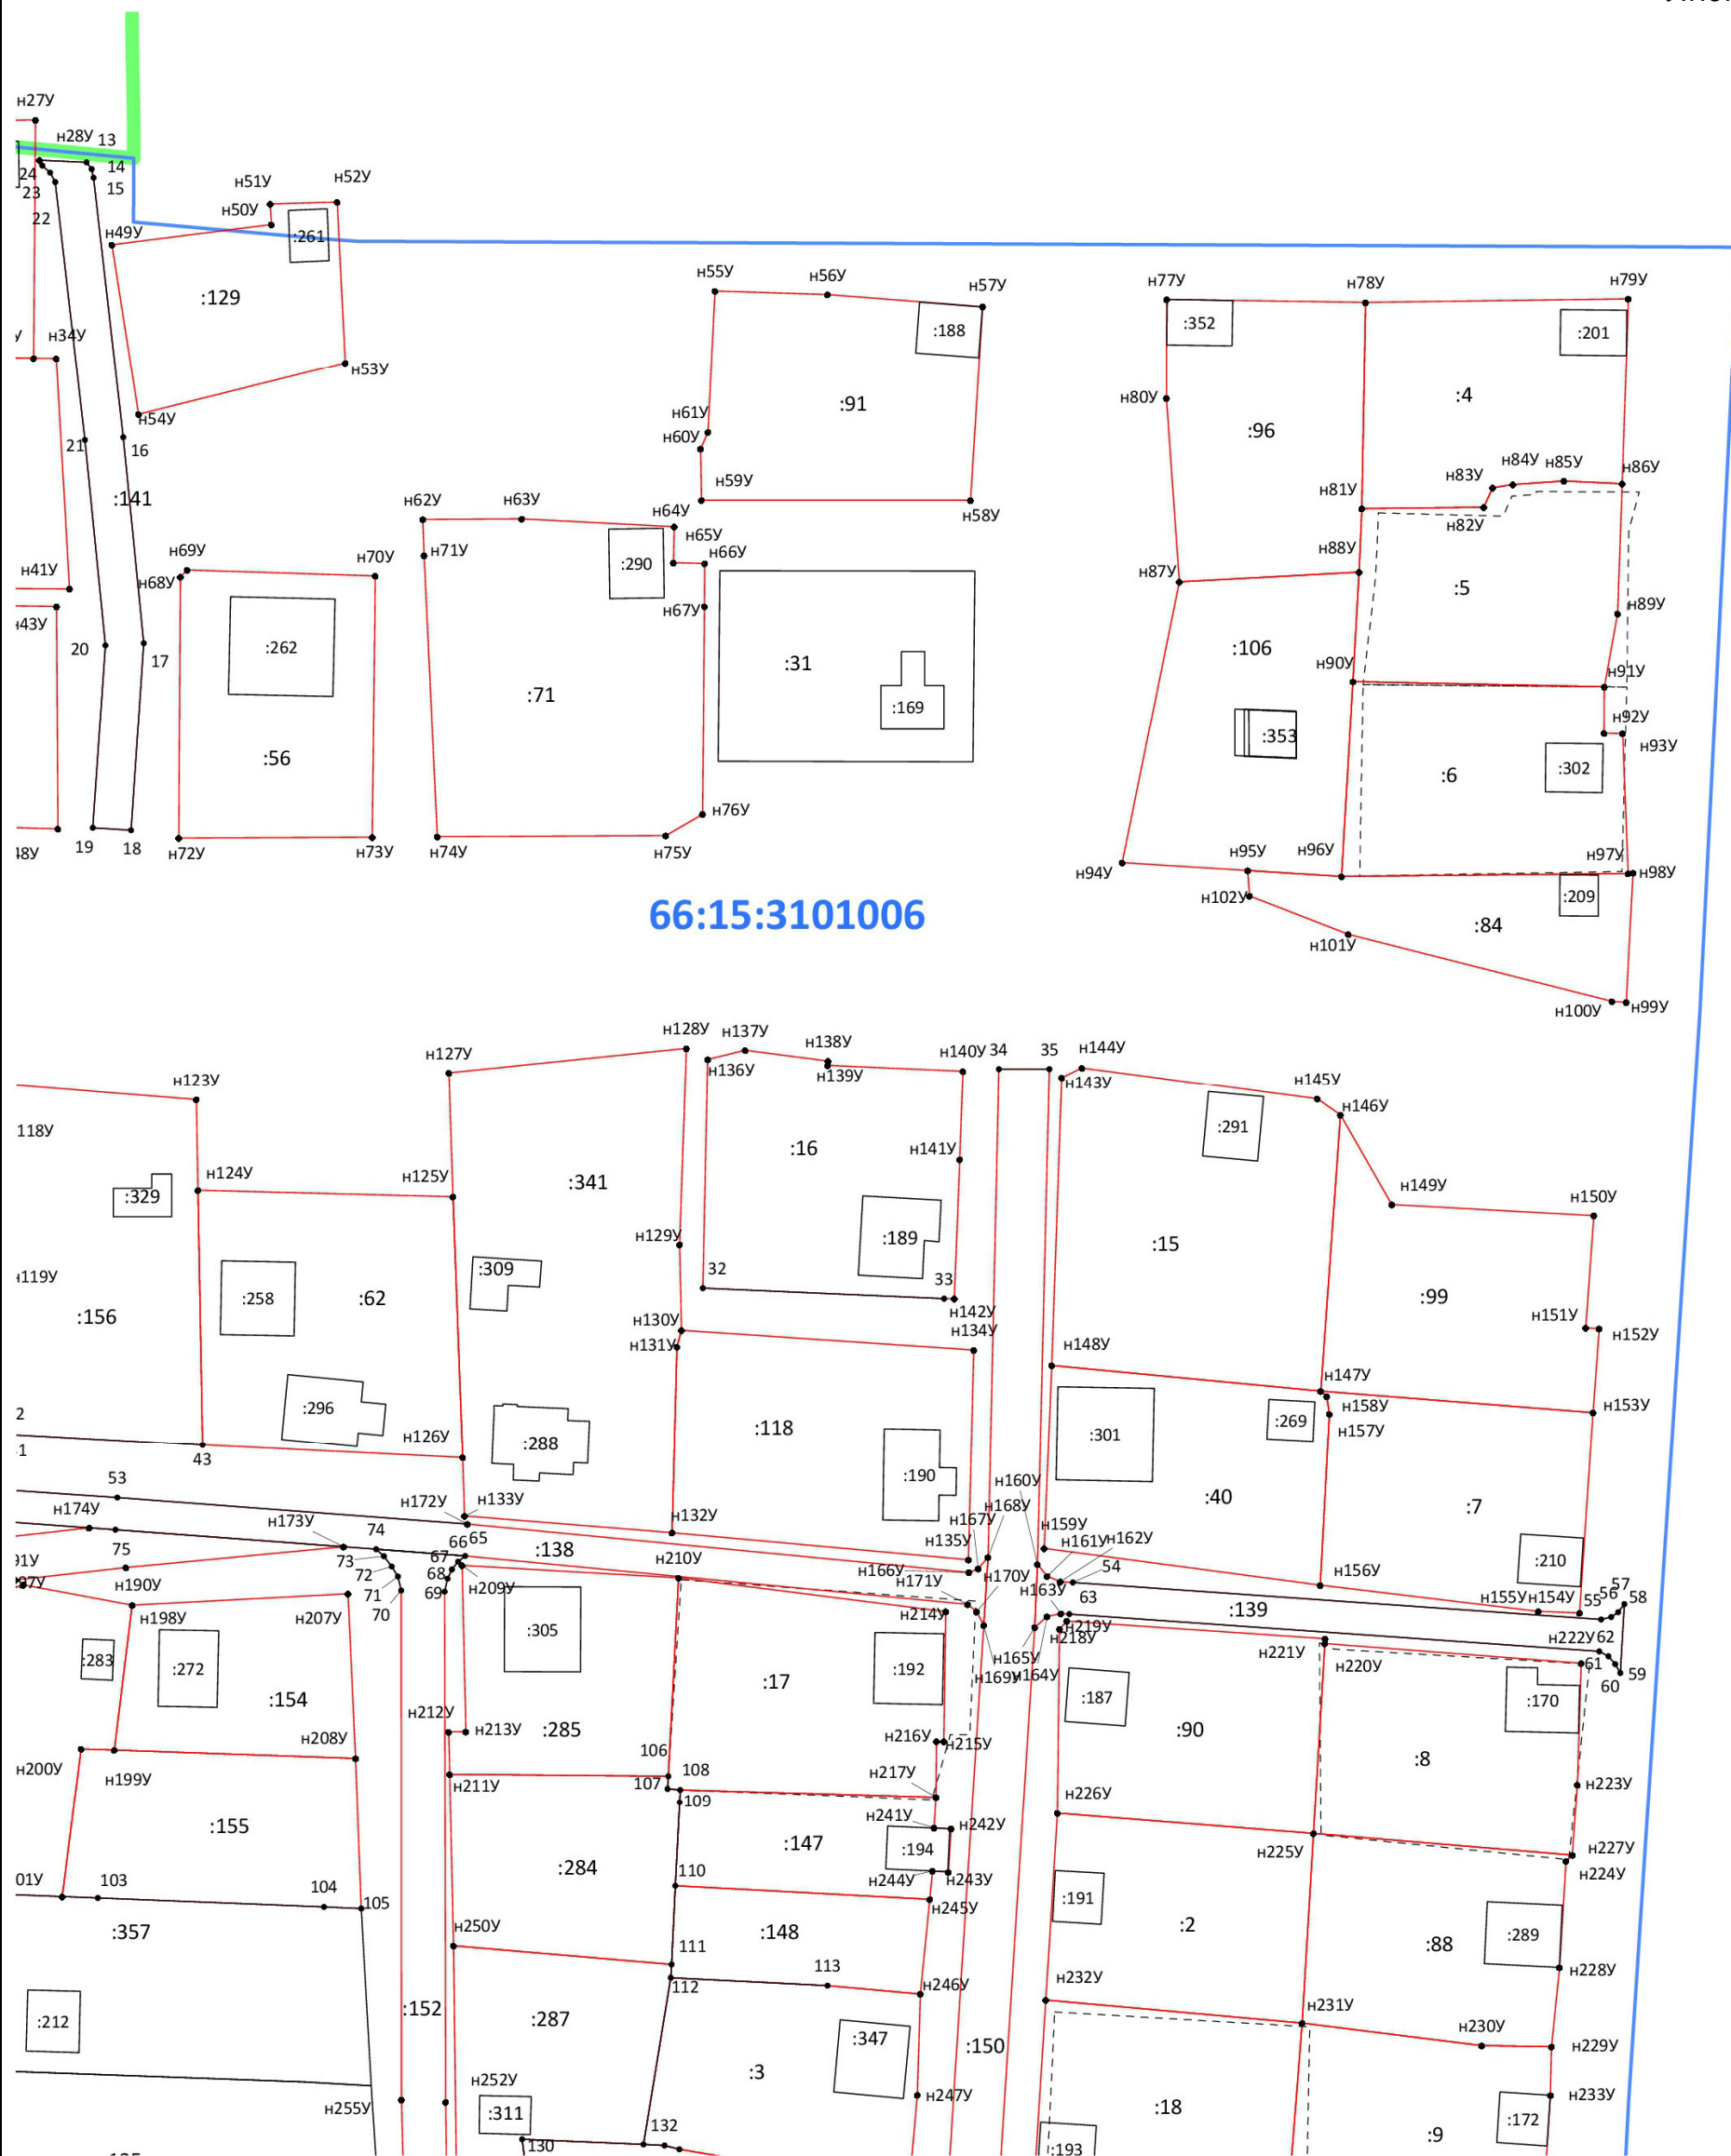 н27У
н28У 13
14
24
23
15
22
н51У
н52У
н50У
н49У
:261
:129
н34У
н53У
н54У
21
16
:141
н55У
н56У
н57У
:188
н61У
:91
н60У
н59У
н58У
н77У
н78У
н79У
:352
:201
н80У
:4
:96
н84У н85У
н83У
н86У
н81У
н82У
н88У
н87У
:5
н89У
:106
н90У
н91У
н92У
:353
н93У
:302
:6
н62У
н63У
н64У
н65У
н66У
н71У
:290
н67У
н69У
н70У
н41У
н68У
20
17
:262
:31
:71
:169
:56
н76У
19
18
н72У
н73У
н74У
н75У
н95У
н96У
н97У
н98У
н94У
н102У
:209
:84
н101У
н100У
н99У
66:15:3101006
н123У
н127У
н128У
н137У
н138У
н140У 34
35
н144У
н136У
н139У
н143У
н145У
н146У
118У
:291
:16
н141У
н124У
н125У
:341
:329
н149У
н150У
н129У
:189
:15
:309
32
33
:258
:62
:99
:156
н142У
н130У
н134У
н151У
н152У
н131У
н148У
н147У
:296
н158У
н153У
:269
н157У
:118
:301
н126У
:288
43
:190
53
н160У
:40
:7
н172У
н133У
н168У
н174У
н173У
н132У
н167У
н159У
74
66 65
:138
н135У
н161У
н162У
75
73
67
н210У
54
:210
72
68
н166У
н170У
н156У
н190У
71
69
н209У
н171У
н163У
63
57
58
н198У
н207У
70
н214У
:139
н155У
н154У
55
56
н219У
н218У
:305
н222У
62
:283
:272
:192
н165У
н221У
н220У
61
н169У
н164У
59
60
:154
:17
:187
:170
н212У
н213У
:285
:90
н208У
н216У
н215У
106
:8
н200У
н199У
н211У
107
108
н217У
109
н223У
н241У
н242У
н226У
:155
:147
:194
н225У
н227У
:284
н224У
110
н244У
н243У
103
104
:191
105
н245У
:357
н250У
:148
:2
:289
111
:88
113
112
н246У
н232У
н228У
:152
:287
н231У
:212
:347
н230У
н229У
:150
:3
н252У
н247У
н233У
н255У
:311
:18
:172
132
130
:193
:9